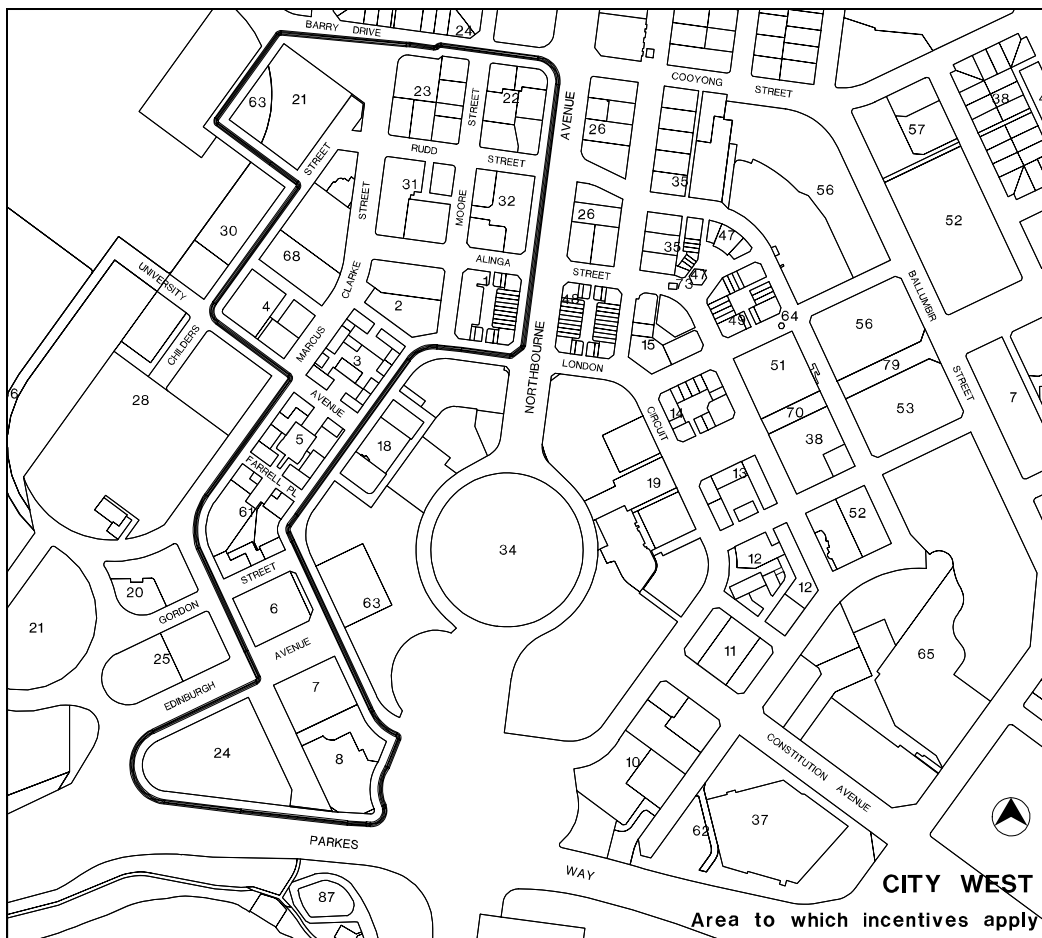 BARRY DRIVE
24
63
21
23
22
STREET
COOYONG
STREET
AVENUE
26
57
38
RUDD
STREET
STREET
31
32
35
56
52
30
STREET
MOORE
26
35
47
68
ALINGA
STREET
47
73
UNIVERSITY
CLARKE
4
2
48
49
64
BALLUMBIR
56
CHILDERS
MARCUS
NORTHBOURNE
15
LONDON
51
79
3
STREET
6
28
AVENUE
CIRCUIT
14
70
53
7
5
18
38
FARRELL PL
13
19
61
52
34
12
STREET
12
20
GORDON
6
63
21
25
AVENUE
11
65
EDINBURGH
7
24
8
10
CONSTITUTION AVENUE
62
37
PARKES
WAY
87
CITY WEST
Area to which incentives apply